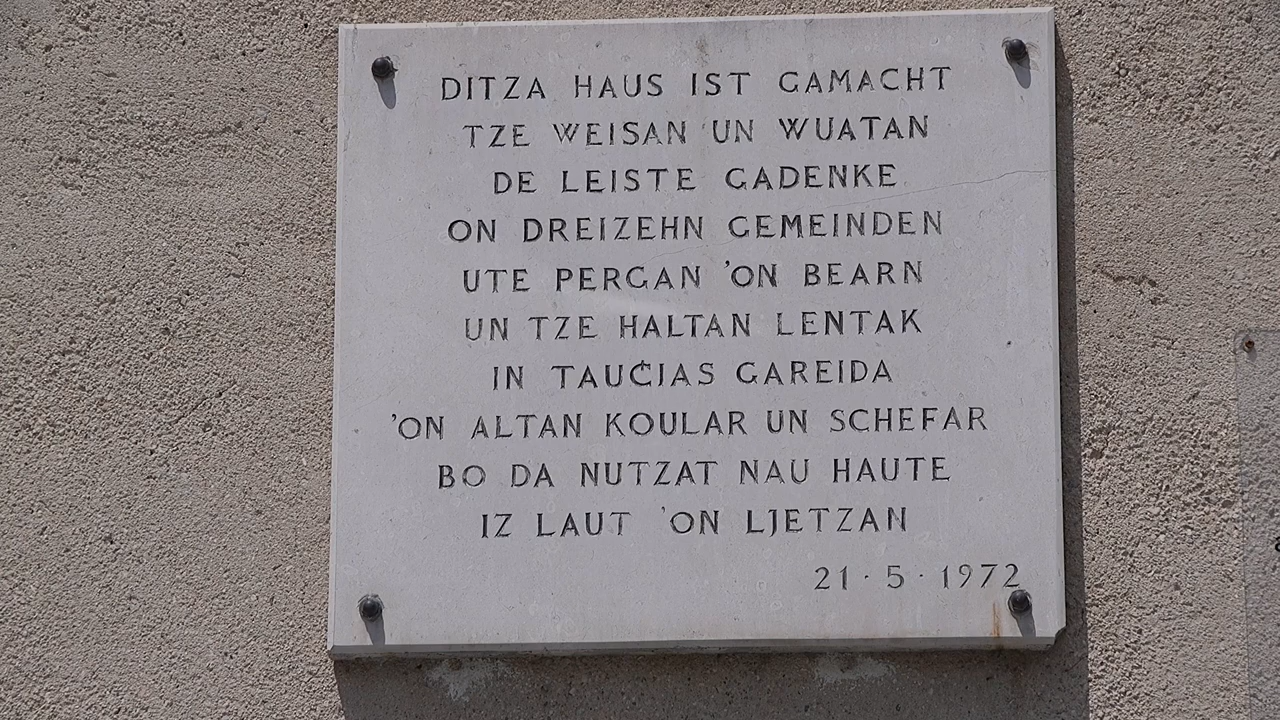 DITZA HAUS IST GAMACHT
TZE WEISAN 'UN WUATAN
DE LEISTE GADENKE
ON DREIZEHN GEMEINDEN
UTE PERGAN 'ON BEARN
UN TZE HALTAN LENTAK
IN TAUĊIAS GAREIDA
'ON ALTAN KOULAR UN SCHEFAR
BO DA NUTZAT NAU HAUTE
IZ LAUT 'ON LJETZAN
21·5·1972